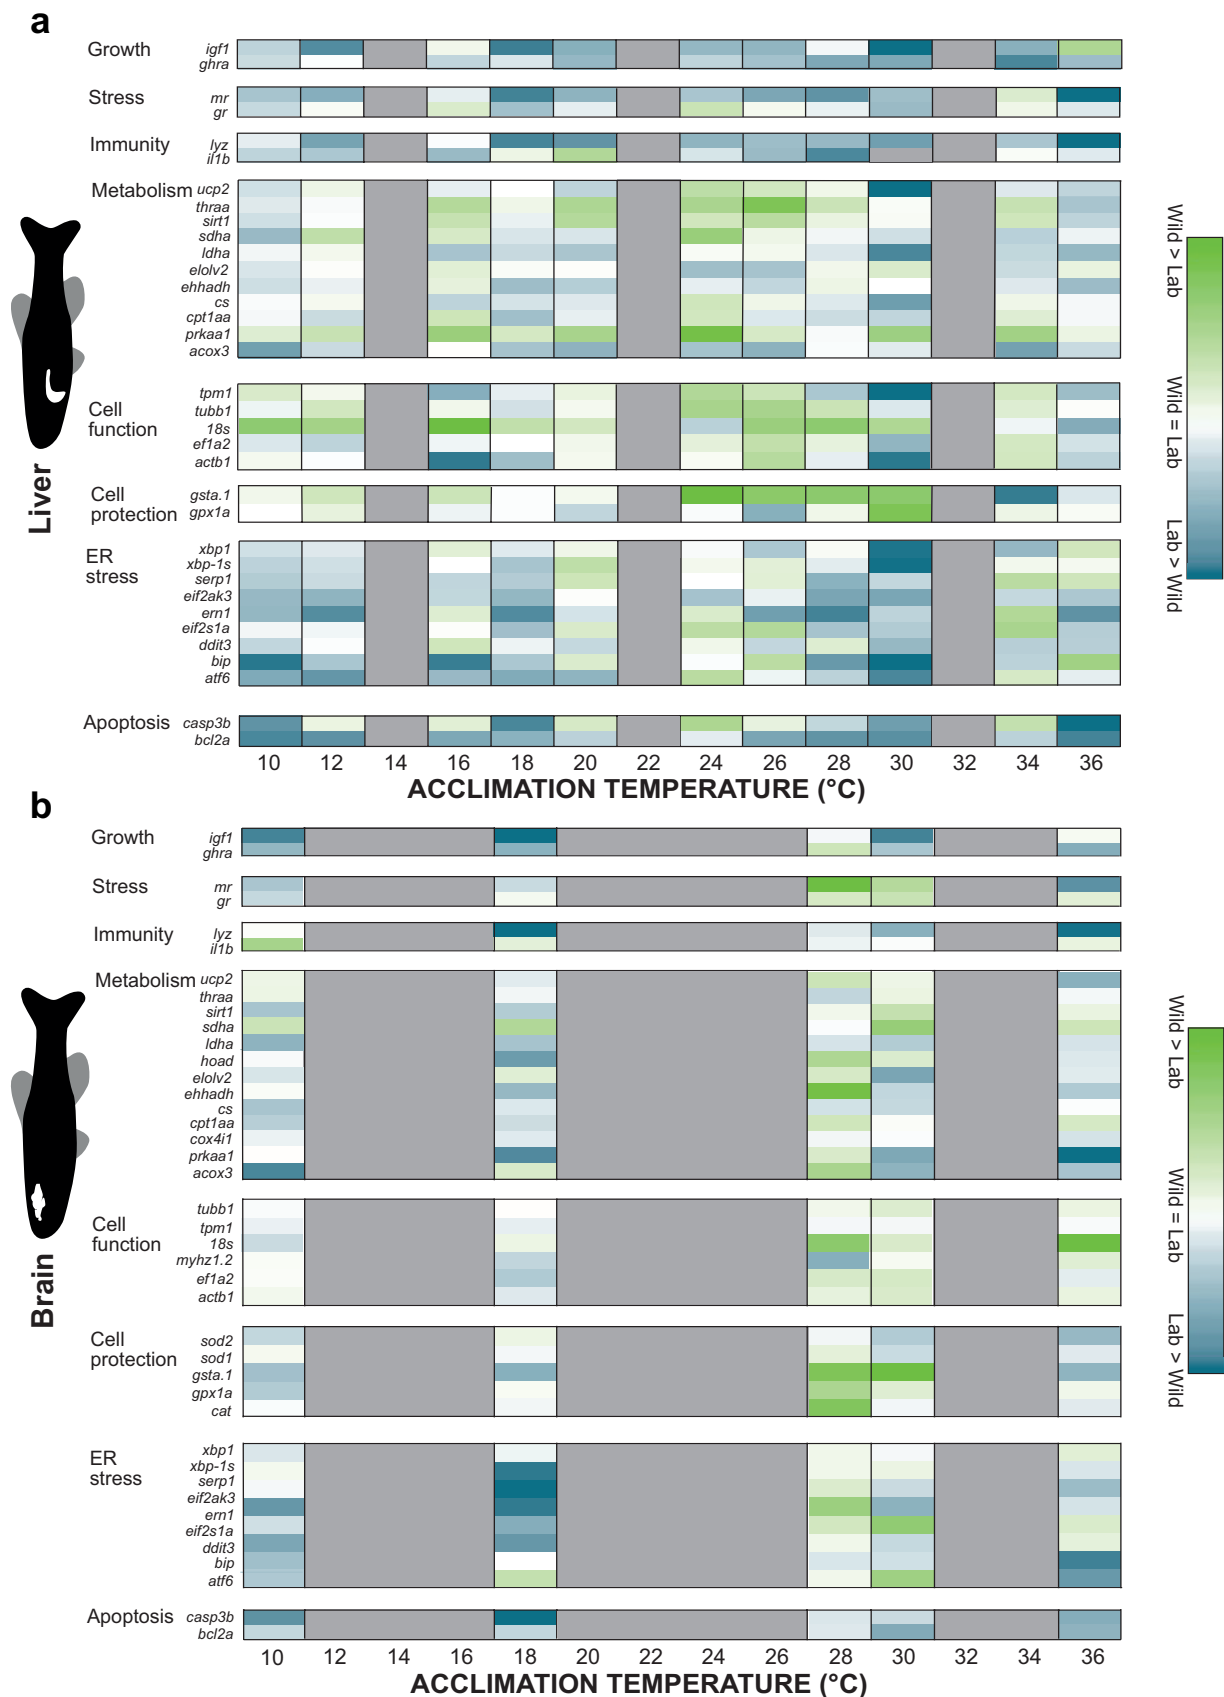 a
Growth
igf1
ghra
Stress
mr
gr
Immunity
lyz
il1b
Metabolism
ucp2
thraa
sirt1
sdha
ldha
elolv2
ehhadh
cs
cpt1aa
prkaa1
acox3
Cell
function
tpm1
tubb1
18s
ef1a2
actb1
Cell
protection
gsta.1
gpx1a
ER
stress
xbp1
xbp-1s
serp1
eif2ak3
ern1
eif2s1a
ddit3
bip
atf6
Apoptosis
casp3b
bcl2a
10 12 14 16 18 20 22 24 26 28 30 32 34 36
ACCLIMATION TEMPERATURE (°C)
Liver
Wild > Lab
Wild = Lab
Lab > Wild
b
Growth
igf1
ghra
Stress
mr
gr
Immunity
lyz
il1b
Metabolism
ucp2
thraa
sirt1
sdha
ldha
hoad
elolv2
ehhadh
cs
cpt1aa
cox4i1
prkaa1
acox3
Cell
function
tubb1
tpm1
18s
myhz1.2
ef1a2
actb1
Cell
protection
sod2
sod1
gsta.1
gpx1a
cat
ER
stress
xbp1
xbp-1s
serp1
eif2ak3
ern1
eif2s1a
ddit3
bip
atf6
Apoptosis
casp3b
bcl2a
10 12 14 16 18 20 22 24 26 28 30 32 34 36
ACCLIMATION TEMPERATURE (°C)
Brain
Wild > Lab
Wild = Lab
Lab > Wild